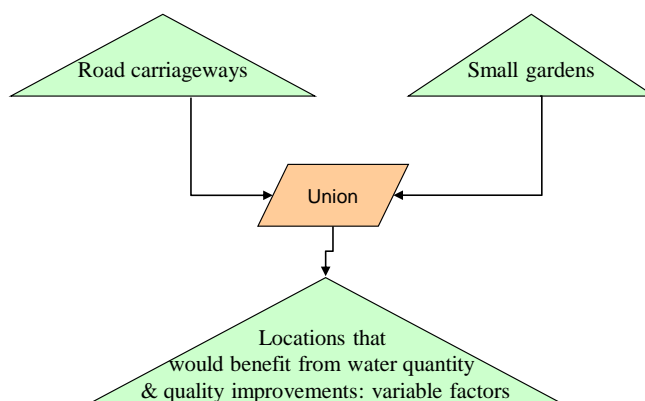 Road carriageways
Small gardens
Union
Locations that
would benefit from water quantity
& quality improvements: variable factors